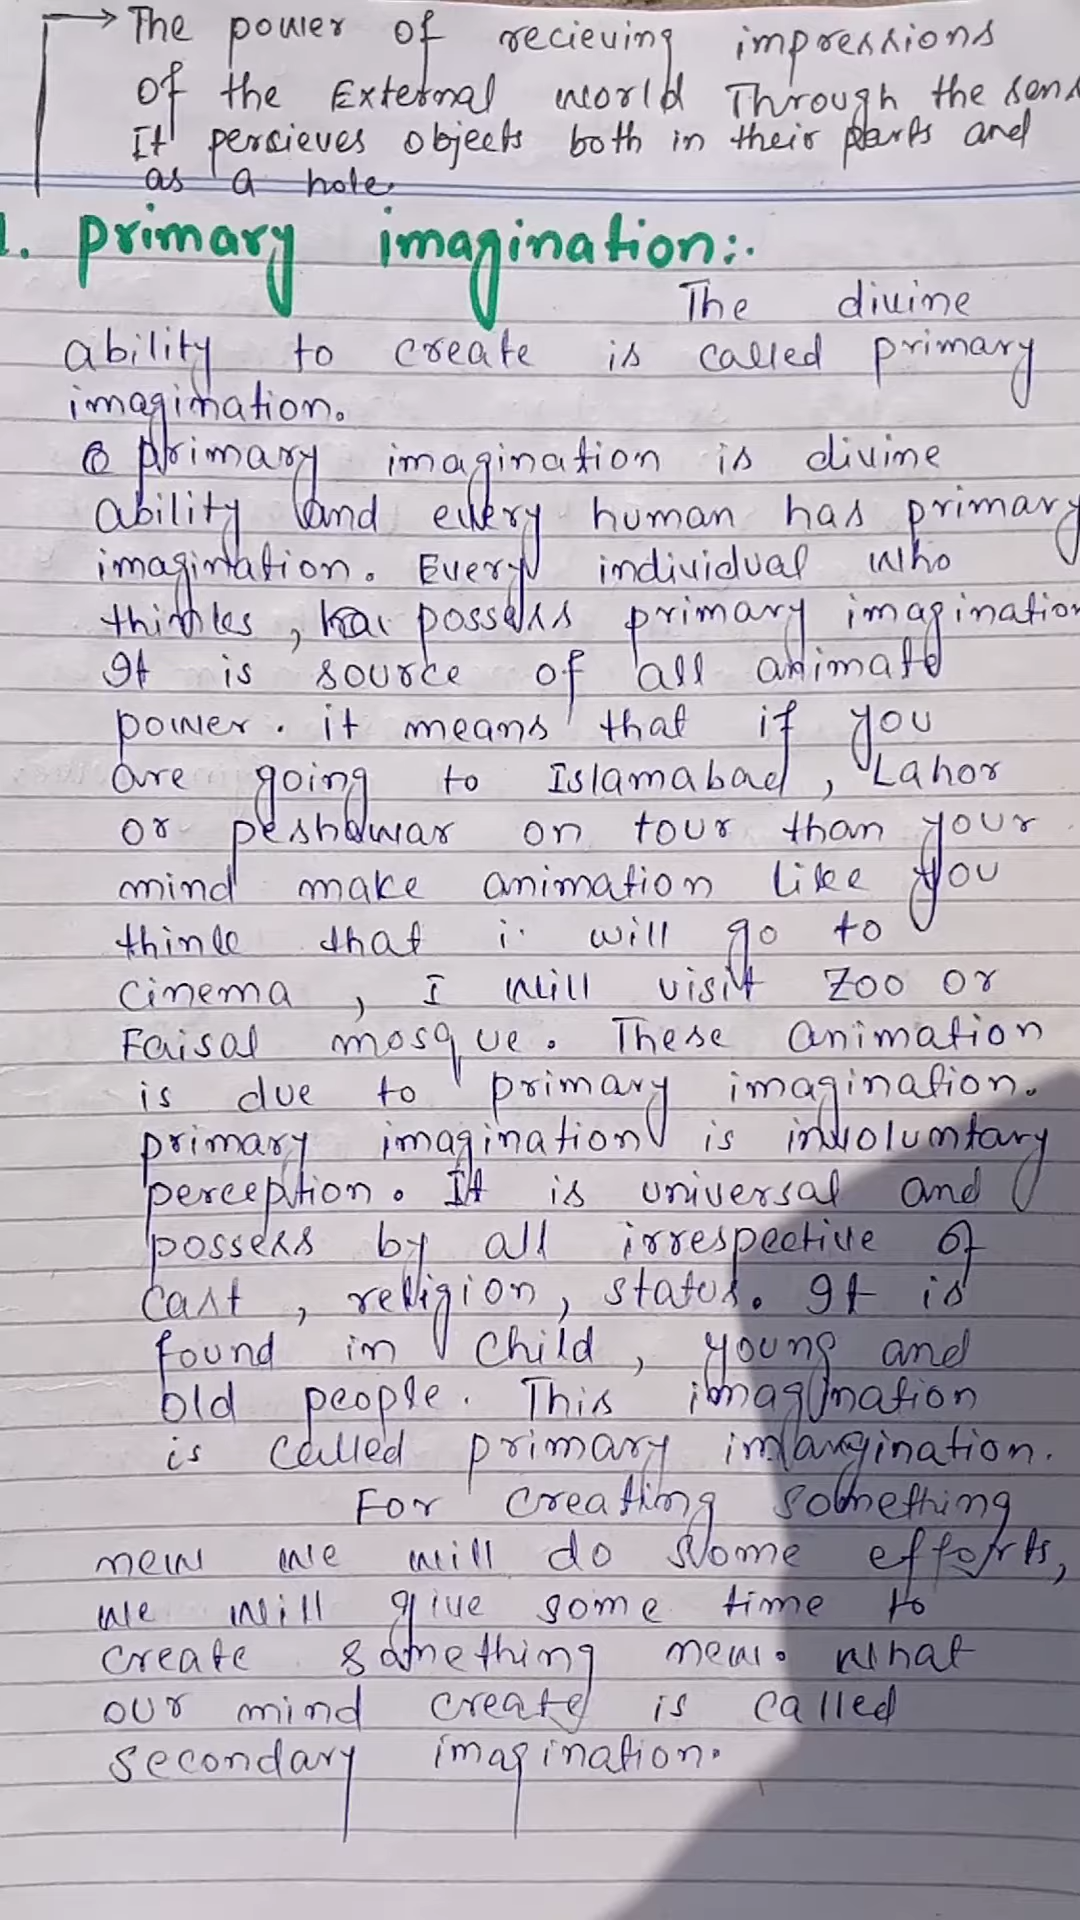 The power of recieving impressions
of the External world Through the sens
It percieves objects both in their parts and
as a hole.
1. primary imagination:.
The divine
ability to create is called primary
imagination.
primary imagination is divine
ability and every human has primary
imagination. Every individual who
thinks, possess primary imagination
It is source of all animate
power. it means that if you
are going to Islamabad, Lahor
or peshawar on tour than your
mind make animation like you
think that i will go to
cinema, I will visit Zoo or
Faisal mosque. These animation
is due to primary imagination.
primary imagination is involuntary
perception. It is universal and
possess by all irrespective of
cast, religion, status. It is
found in child, young and
old people. This imagination
is called primary imagination.
For creating something
new we will do some efforts,
we will give some time to
create something new. what
our mind create is called
secondary imagination.